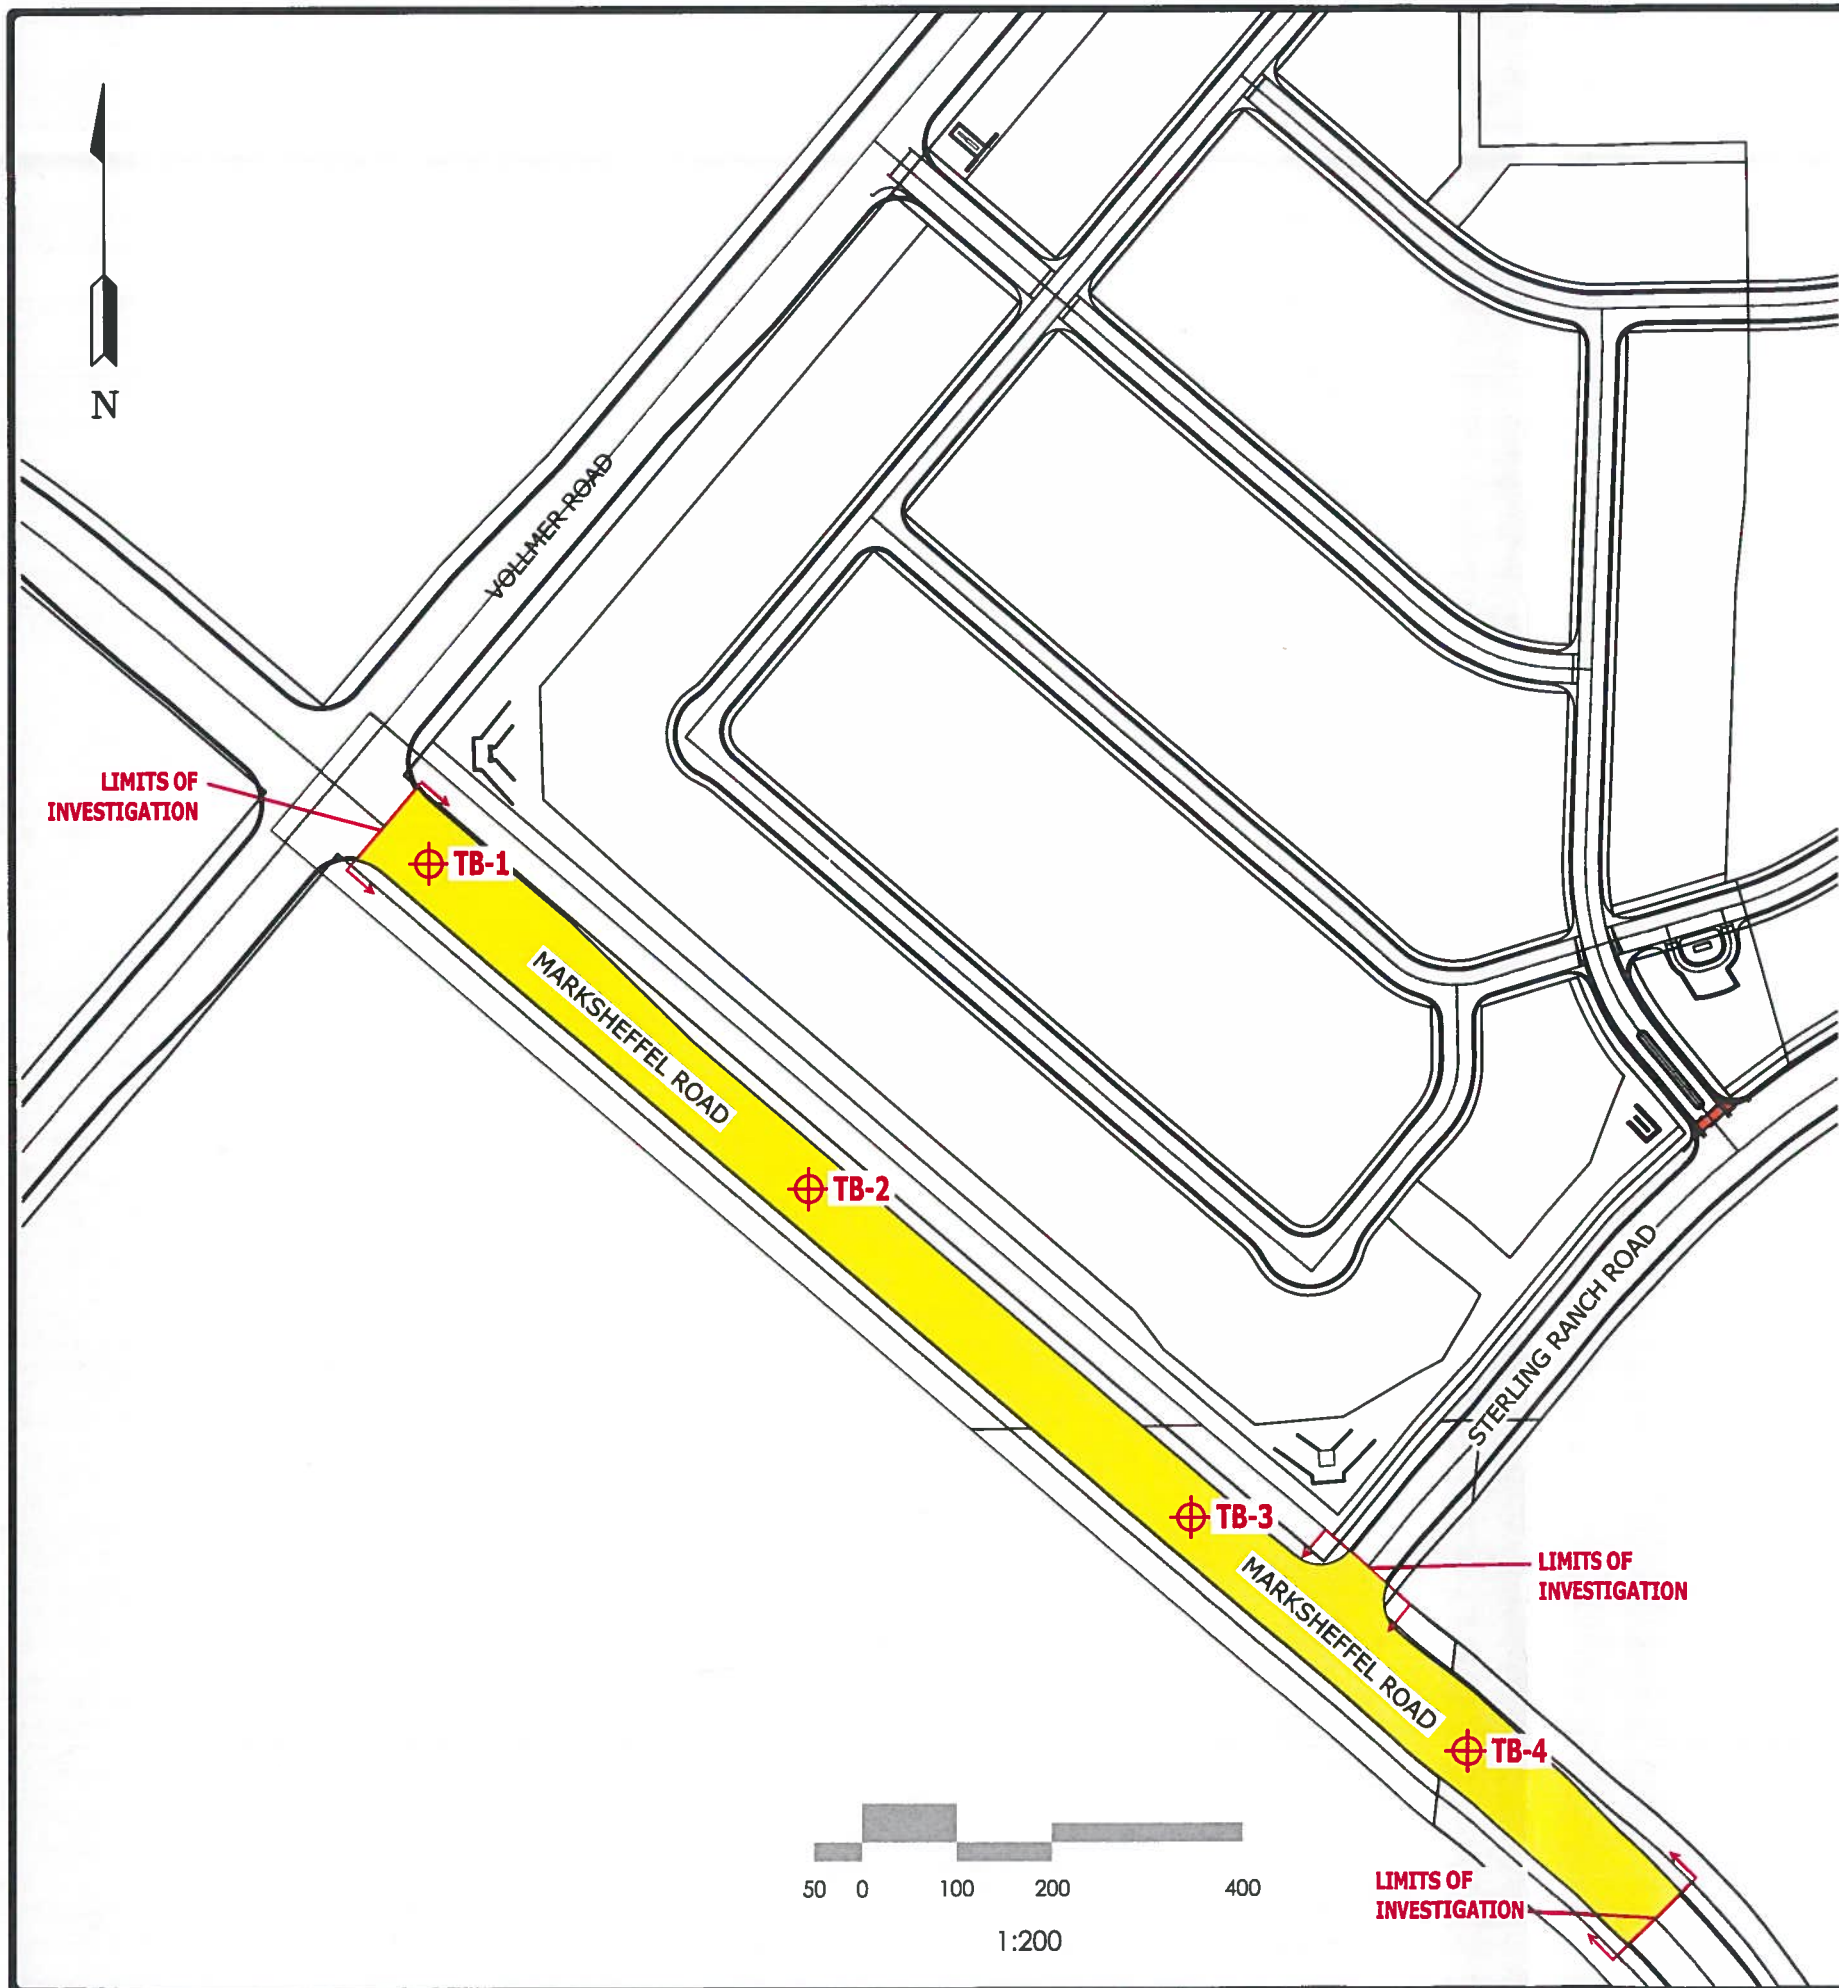 N
VOLLMER ROAD
LIMITS OF
INVESTIGATION
TB-1
MARKSHEFFEL ROAD
TB-2
STERLING RANCH ROAD
TB-3
LIMITS OF
INVESTIGATION
MARKSHEFFEL ROAD
TB-4
50 0 100 200 400
1:200
LIMITS OF
INVESTIGATION